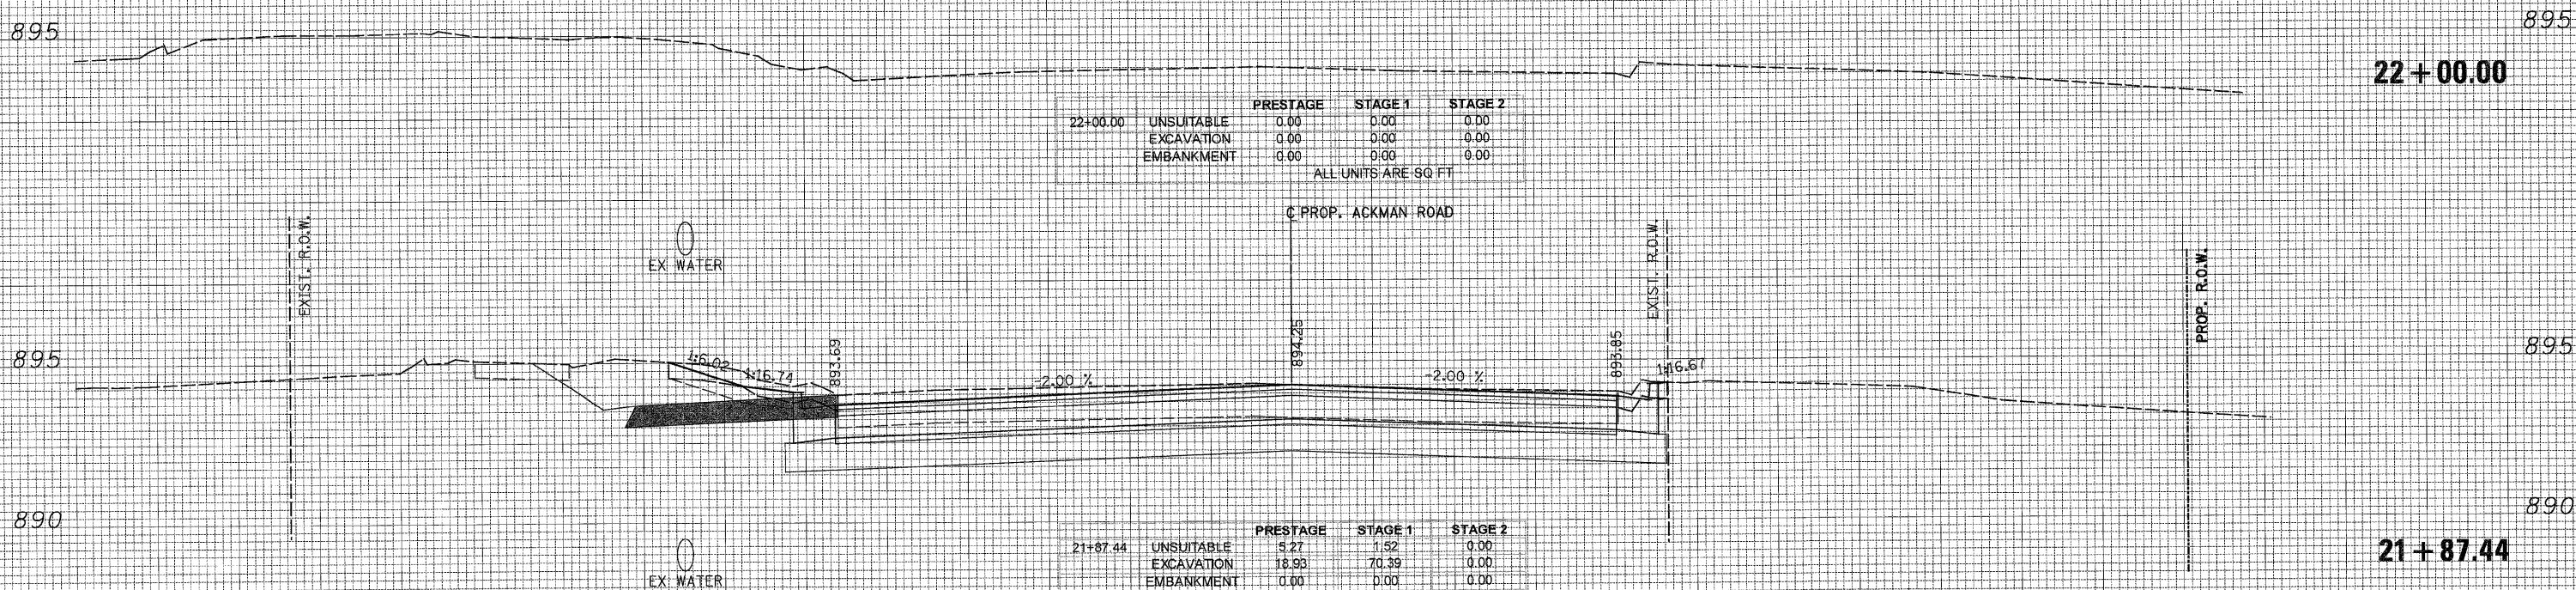 895 895
22+00.00
PRESTAGE STAGE 1 STAGE 2
22+00.00 UNSUITABLE 0.00 0.00 0.00
EXCAVATION 0.00 0.00 0.00
EMBANKMENT 0.00 0.00 0.00
ALL UNITS ARE SQ FT
EXIST. R.O.W.
EX WATER
℄ PROP. ACKMAN ROAD
EXIST. R.O.W.
PROP. R.O.W.
895 895
1:6.02
1:16.74
893.69
-2.00 %
894.25
-2.00 %
893.85
1:16.67
890 890
21+87.44
PRESTAGE STAGE 1 STAGE 2
21+87.44 UNSUITABLE 5.27 1.52 0.00
EXCAVATION 18.93 70.39 0.00
EMBANKMENT 0.00 0.00 0.00
EX WATER